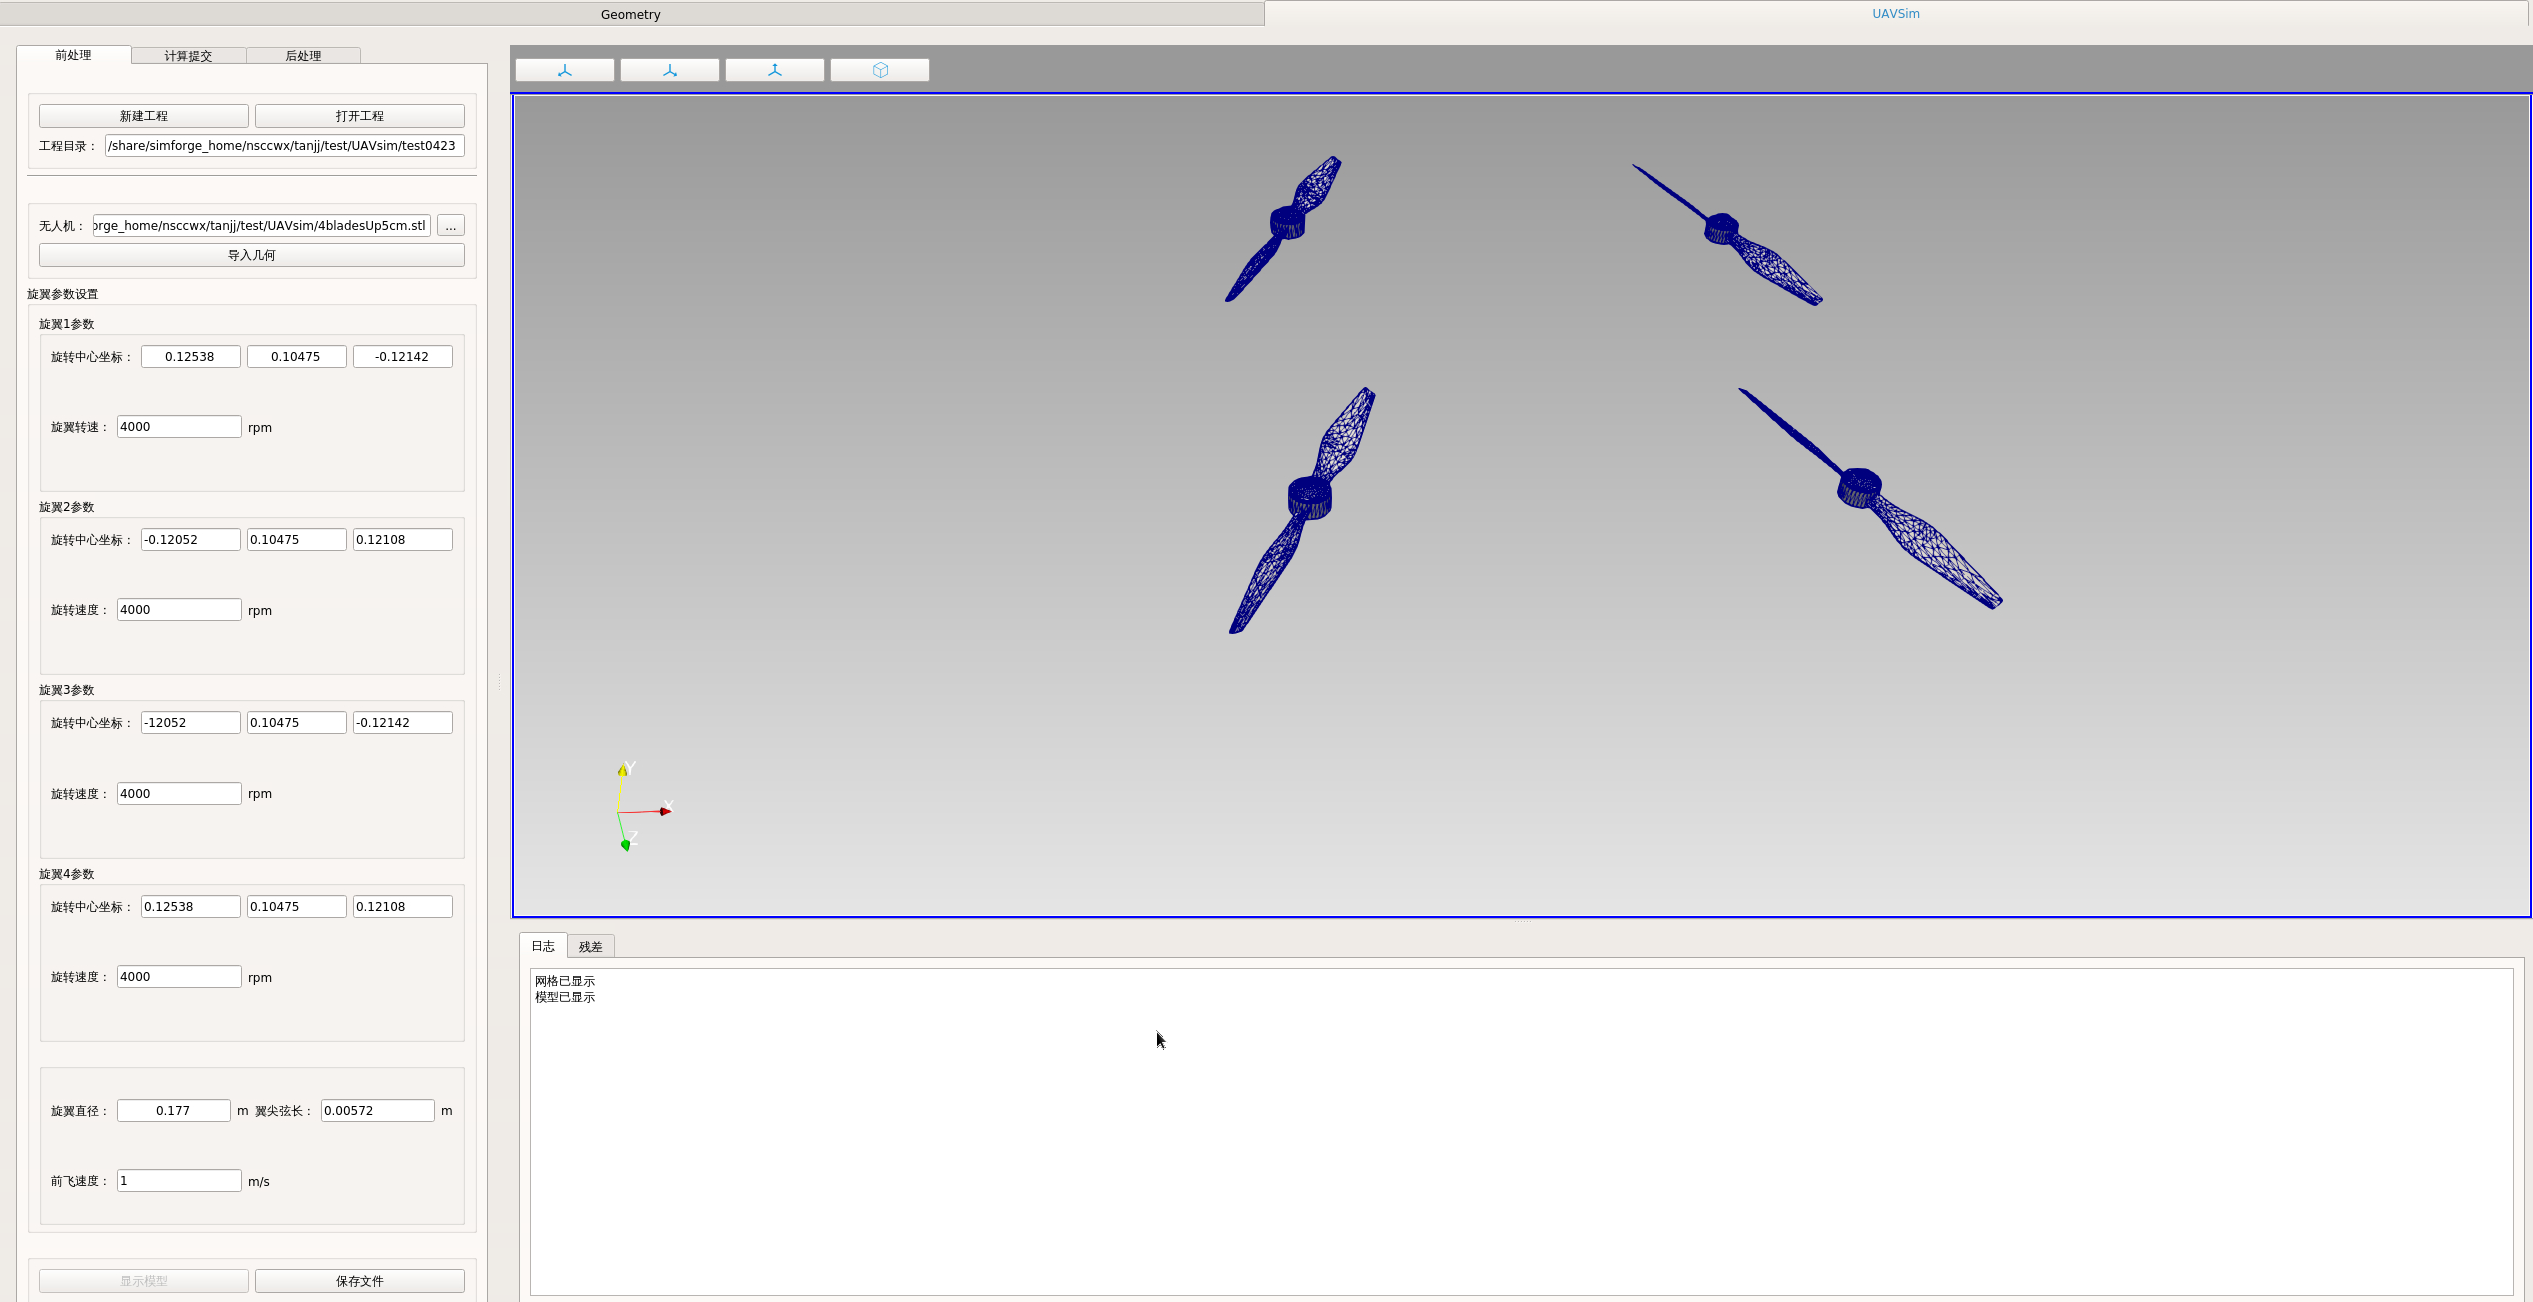 Geometry
UAVSim
前处理
计算提交
后处理
新建工程
打开工程
工程目录： /share/simforge_home/nsccwx/tanjj/test/UAVsim/test0423
无人机： orge_home/nsccwx/tanjj/test/UAVsim/4bladesUp5cm.stl ...
导入几何
旋翼参数设置
旋翼1参数
旋转中心坐标： 0.12538 0.10475 -0.12142
旋翼转速： 4000 rpm
旋翼2参数
旋转中心坐标： -0.12052 0.10475 0.12108
旋转速度： 4000 rpm
旋翼3参数
旋转中心坐标： -12052 0.10475 -0.12142
旋转速度： 4000 rpm
旋翼4参数
旋转中心坐标： 0.12538 0.10475 0.12108
旋转速度： 4000 rpm
旋翼直径： 0.177 m 翼尖弦长： 0.00572 m
前飞速度： 1 m/s
显示模型
保存文件
Y
X
Z
日志
残差
网格已显示
模型已显示